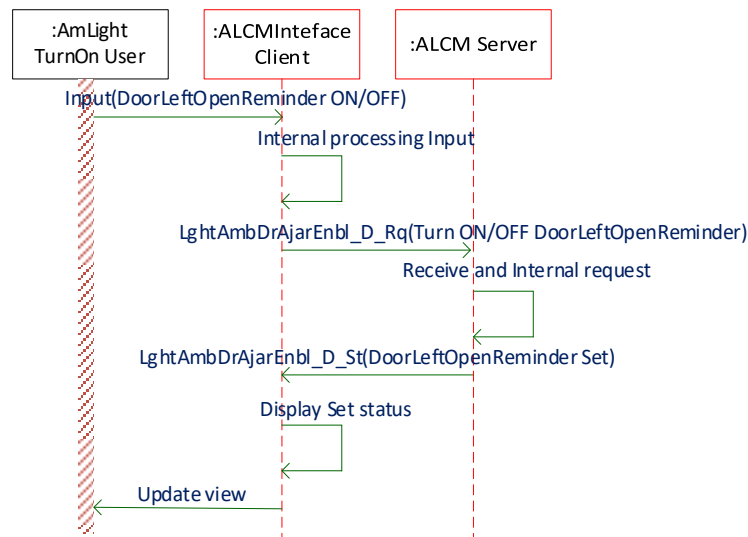 :AmLight
TurnOn User
:ALCMInteface
Client
:ALCM Server
Input(DoorLeftOpenReminder ON/OFF)
Internal processing Input
LghtAmbDrAjarEnbl_D_Rq(Turn ON/OFF DoorLeftOpenReminder)
Receive and Internal request
LghtAmbDrAjarEnbl_D_St(DoorLeftOpenReminder Set)
Display Set status
Update view